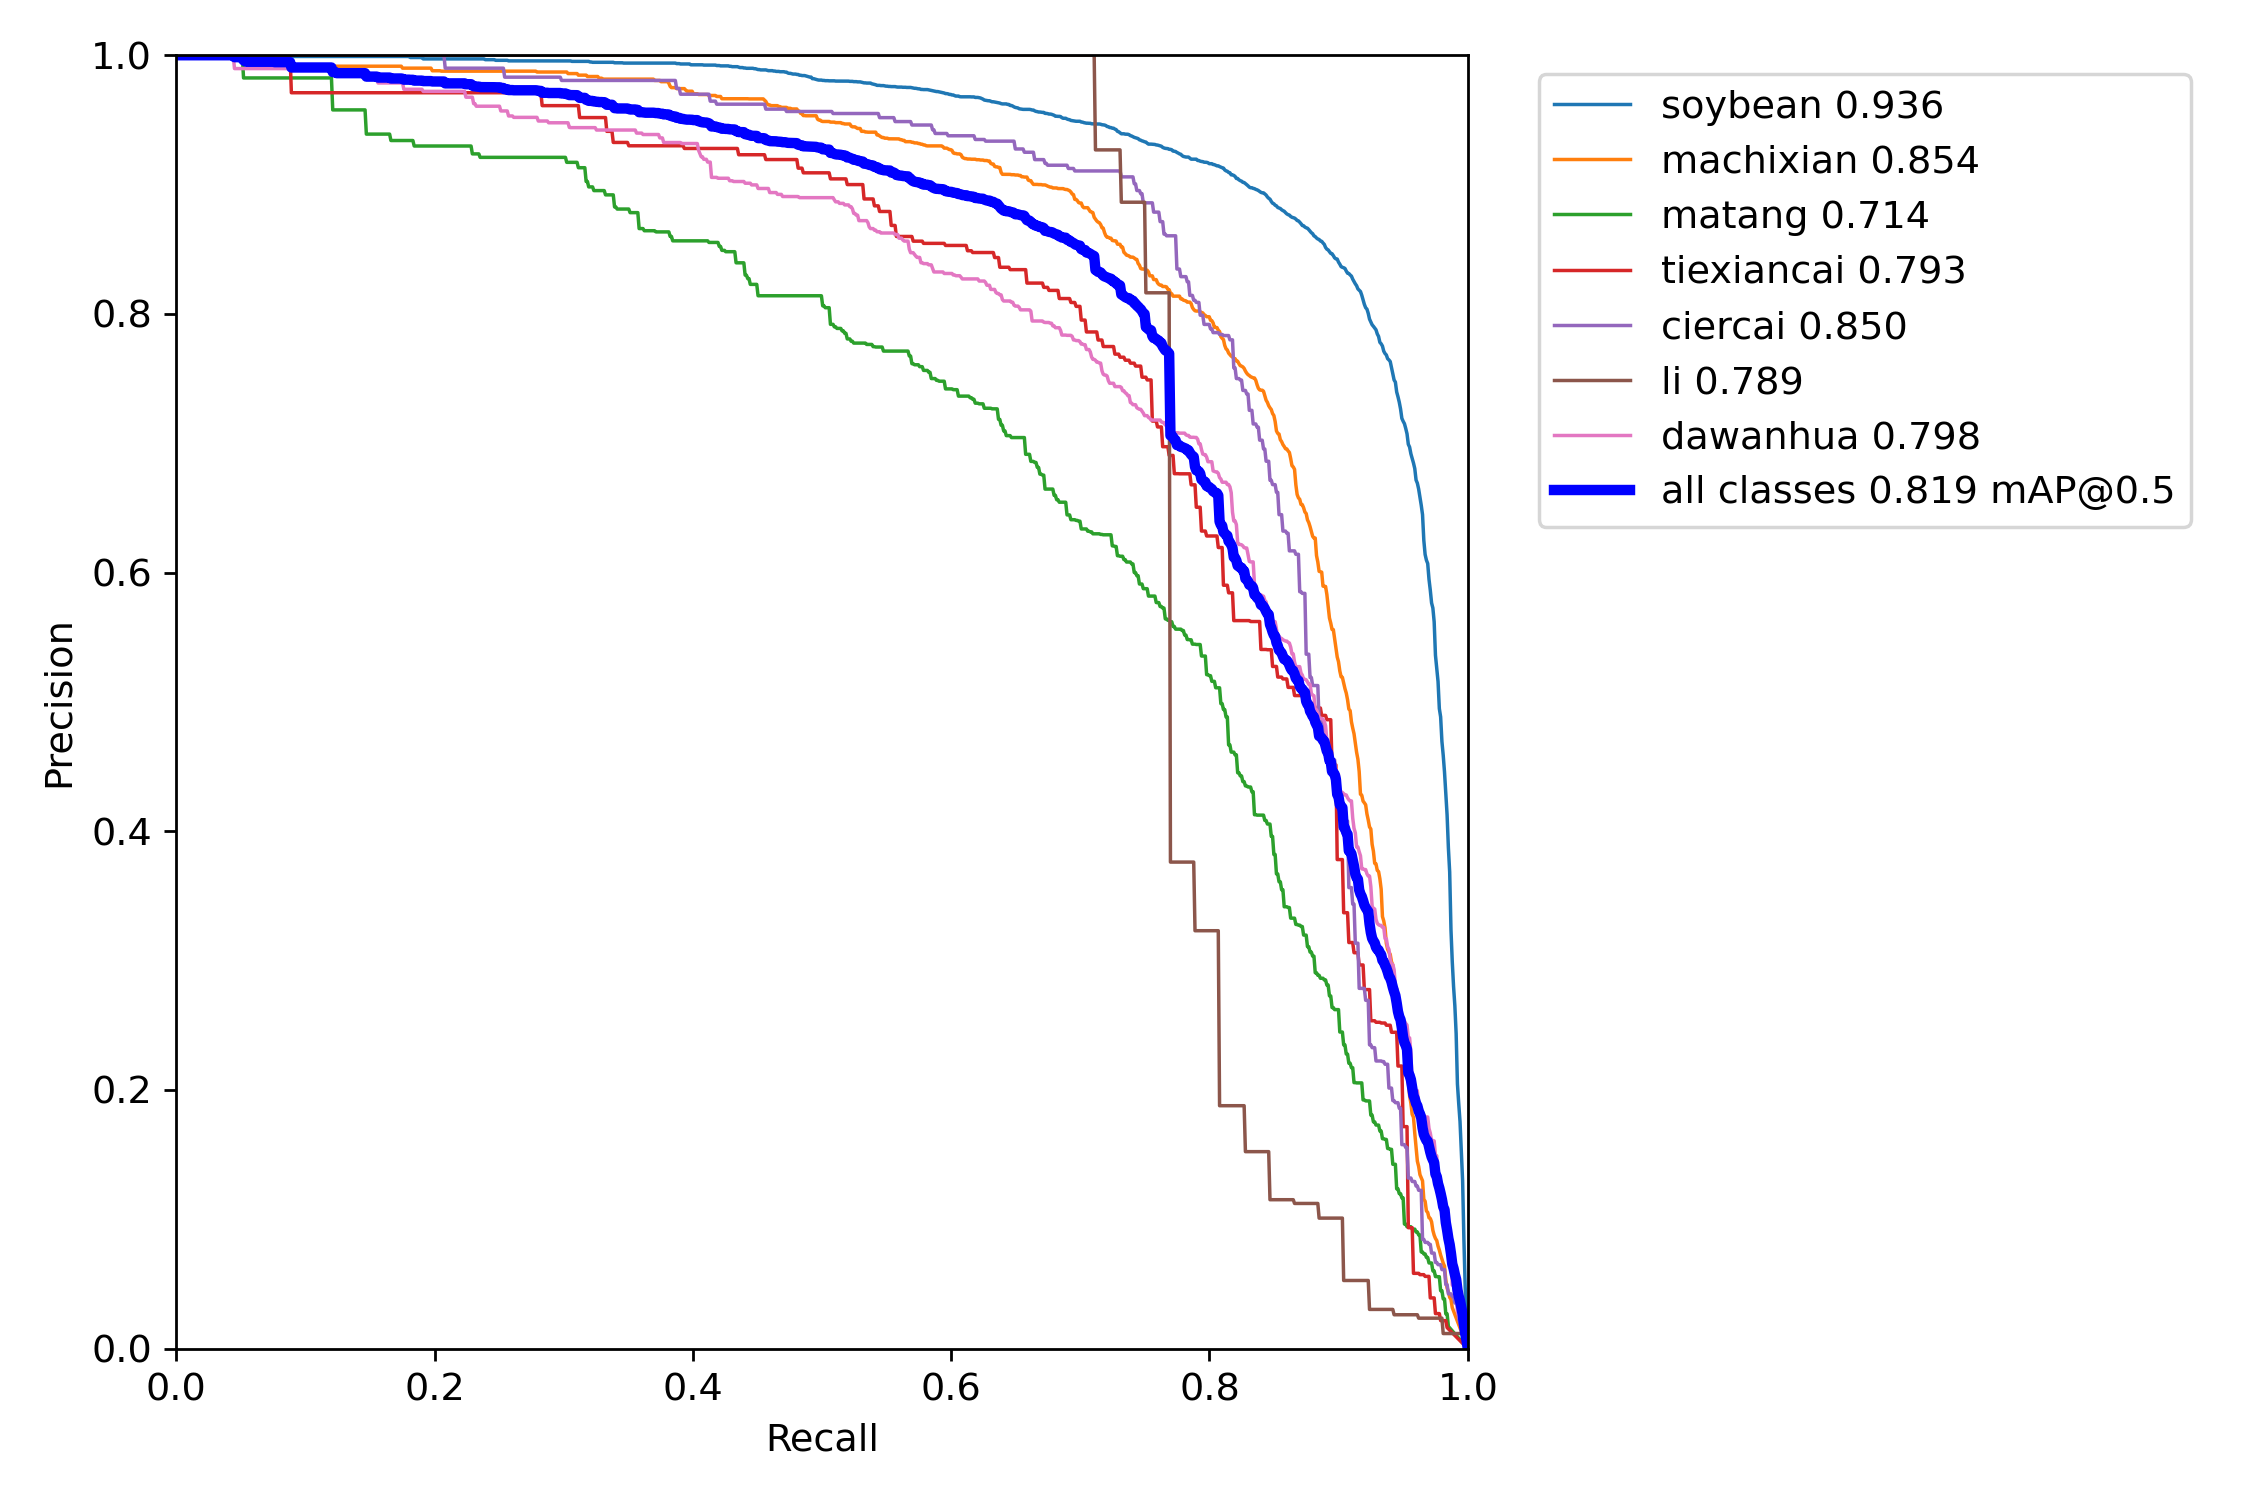 1.0
0.8
0.6
0.4
0.2
0.0
Precision
0.0 0.2 0.4 0.6 0.8 1.0
Recall
soybean 0.936
machixian 0.854
matang 0.714
tiexiancai 0.793
ciercai 0.850
li 0.789
dawanhua 0.798
all classes 0.819 mAP@0.5